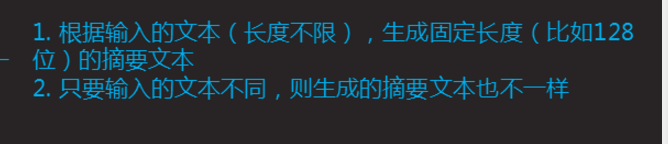 1. 根据输入的文本（长度不限），生成固定长度（比如128
位）的摘要文本
2. 只要输入的文本不同，则生成的摘要文本也不一样